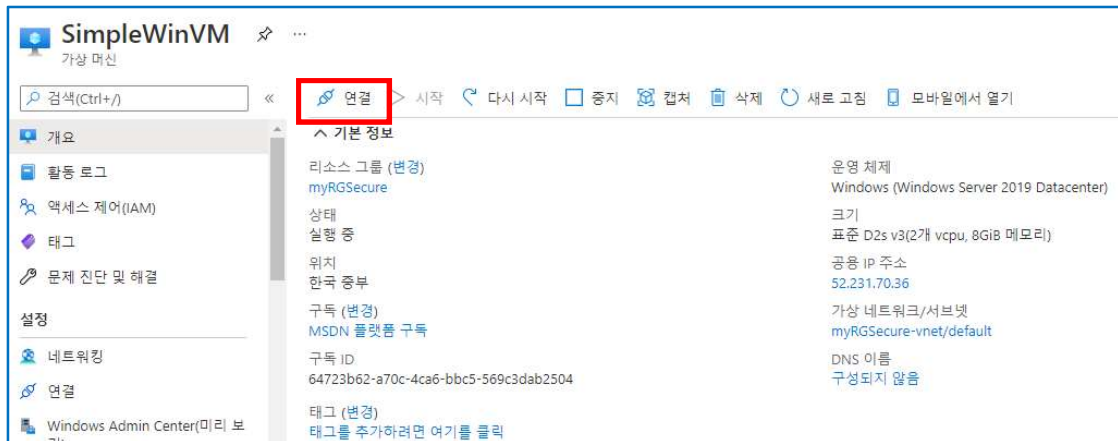 SimpleWinVM
가상 머신
검색(Ctrl+/)
개요
활동 로그
액세스 제어(IAM)
태그
문제 진단 및 해결
설정
네트워킹
연결
Windows Admin Center(미리 보
연결 시작 다시 시작 중지 캡처 삭제 새로 고침 모바일에서 열기
기본 정보
리소스 그룹 (변경)
myRGSecure
상태
실행 중
위치
한국 중부
구독 (변경)
MSDN 플랫폼 구독
구독 ID
64723b62-a70c-4ca6-bbc5-569c3dab2504
태그 (변경)
태그를 추가하려면 여기를 클릭
운영 체제
Windows (Windows Server 2019 Datacenter)
크기
표준 D2s v3(2개 vcpu, 8GiB 메모리)
공용 IP 주소
52.231.70.36
가상 네트워크/서브넷
myRGSecure-vnet/default
DNS 이름
구성되지 않음